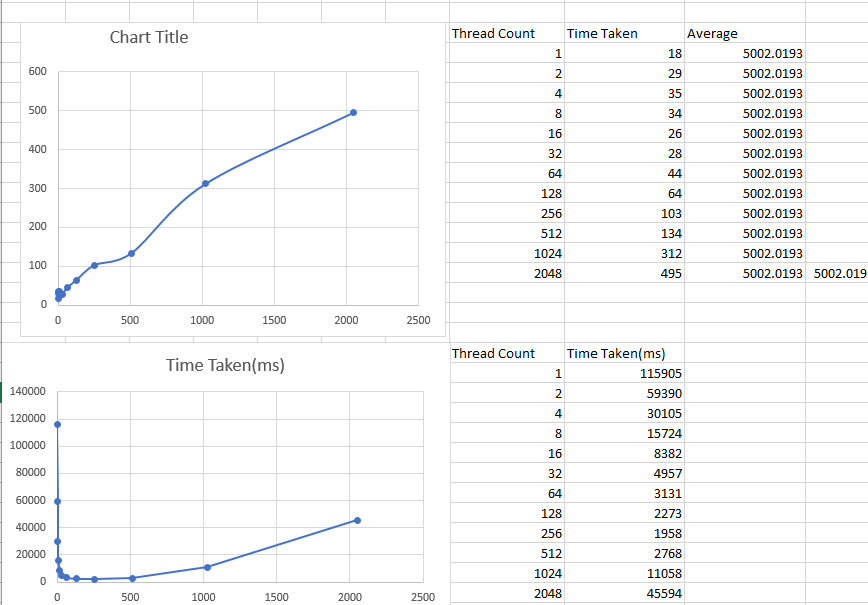 Chart Title
600
500
400
300
200
100
0
0 500 1000 1500 2000 2500
Thread Count Time Taken Average
1 18 5002.0193
2 29 5002.0193
4 35 5002.0193
8 34 5002.0193
16 26 5002.0193
32 28 5002.0193
64 44 5002.0193
128 64 5002.0193
256 103 5002.0193
512 134 5002.0193
1024 312 5002.0193
2048 495 5002.0193 5002.019
Time Taken(ms)
140000
120000
100000
80000
60000
40000
20000
0
0 500 1000 1500 2000 2500
Thread Count Time Taken(ms)
1 115905
2 59390
4 30105
8 15724
16 8382
32 4957
64 3131
128 2273
256 1958
512 2768
1024 11058
2048 45594